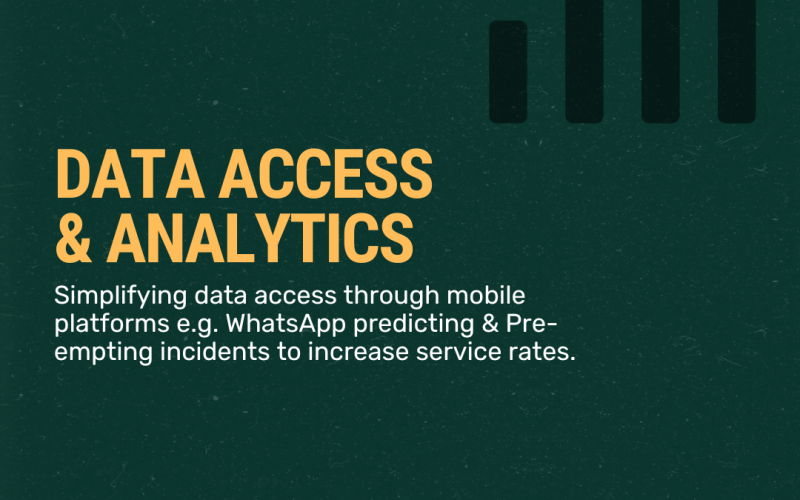 DATA ACCESS
& ANALYTICS
Simplifying data access through mobile
platforms e.g. WhatsApp predicting & Pre-
empting incidents to increase service rates.